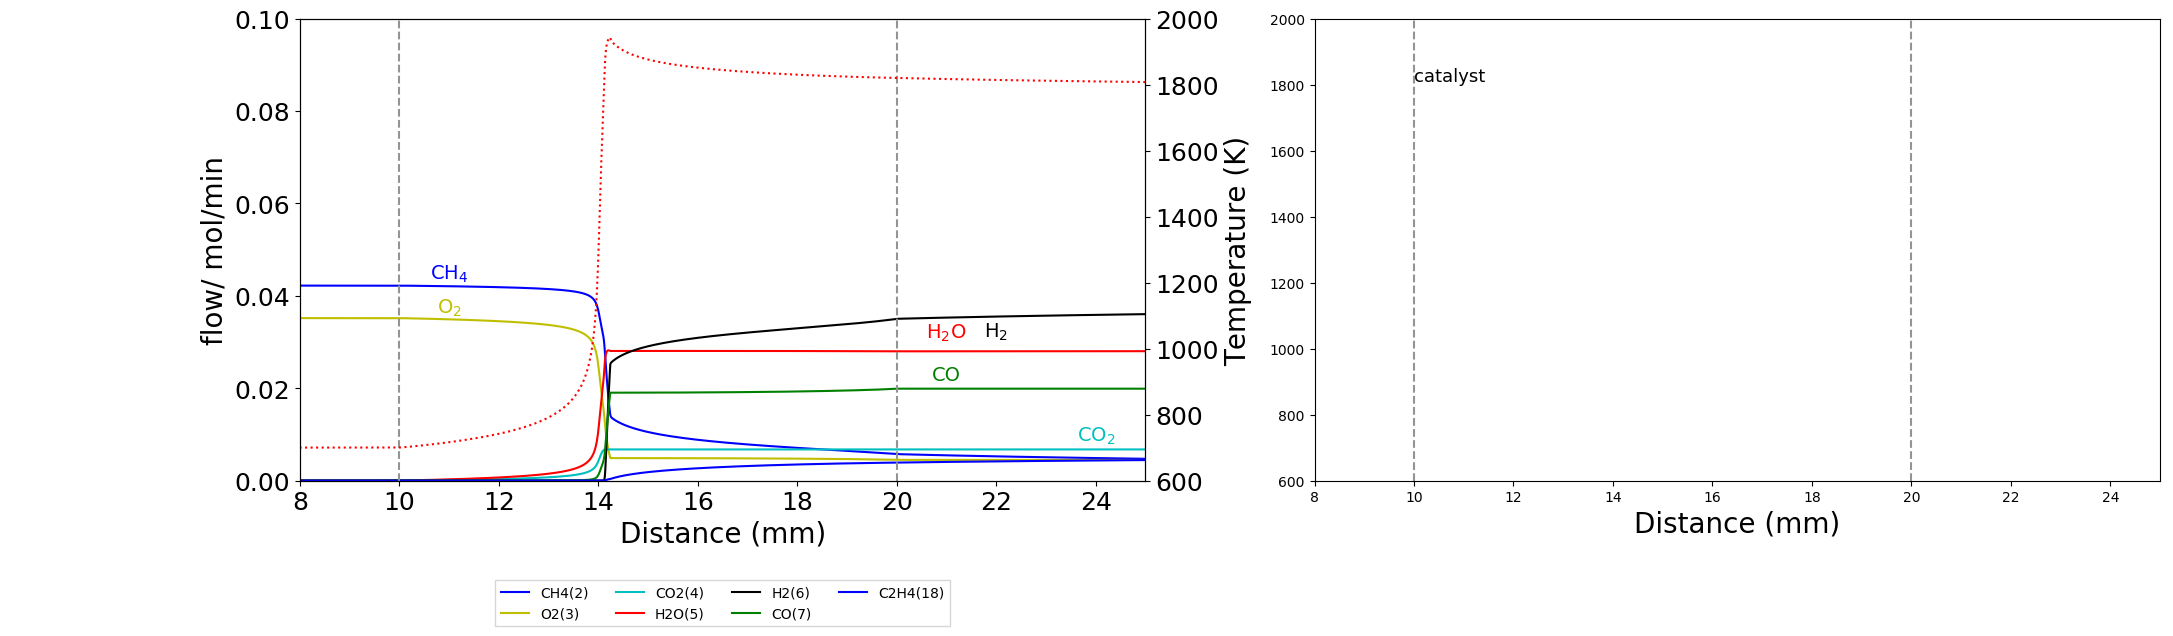 0.10
0.08
0.06
0.04
0.02
0.00
flow/ mol/min
CH₄
O₂
H₂O H₂
CO
CO₂
8 10 12 14 16 18 20 22 24
Distance (mm)
2000
1800
1600
1400
1200
1000
800
600
Temperature (K)
CH4(2) CO2(4) H2(6) C2H4(18)
O2(3) H2O(5) CO(7)
2000
1800
1600
1400
1200
1000
800
600
catalyst
8 10 12 14 16 18 20 22 24
Distance (mm)